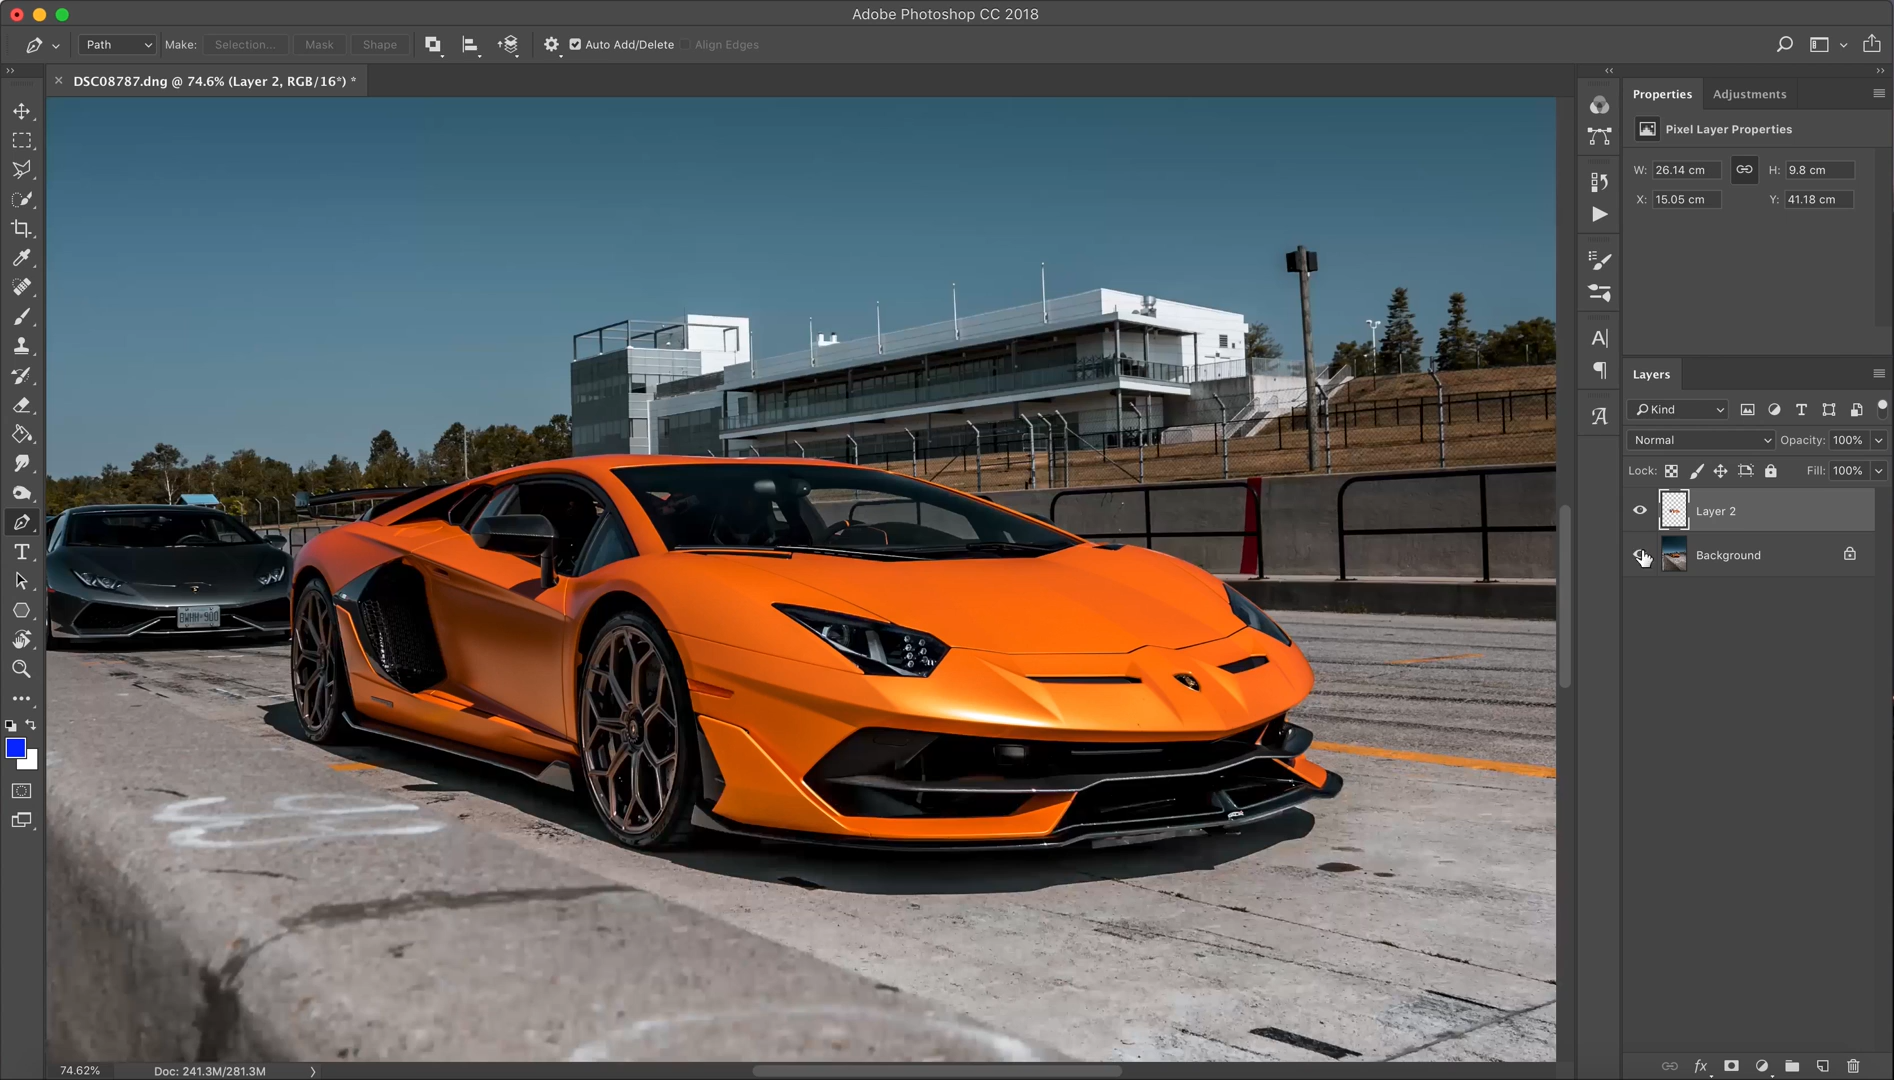 Adobe Photoshop CC 2018
Path Make: Selection... Mask Shape Auto Add/Delete Align Edges
DSC08787.dng @ 74.6% (Layer 2, RGB/16*) *
Properties Adjustments
Pixel Layer Properties
W: 26.14 cm H: 9.8 cm
X: 15.05 cm Y: 41.18 cm
Layers
Kind
Normal Opacity: 100%
Lock: Fill: 100%
Layer 2
Background
74.62% Doc: 241.3M/281.3M